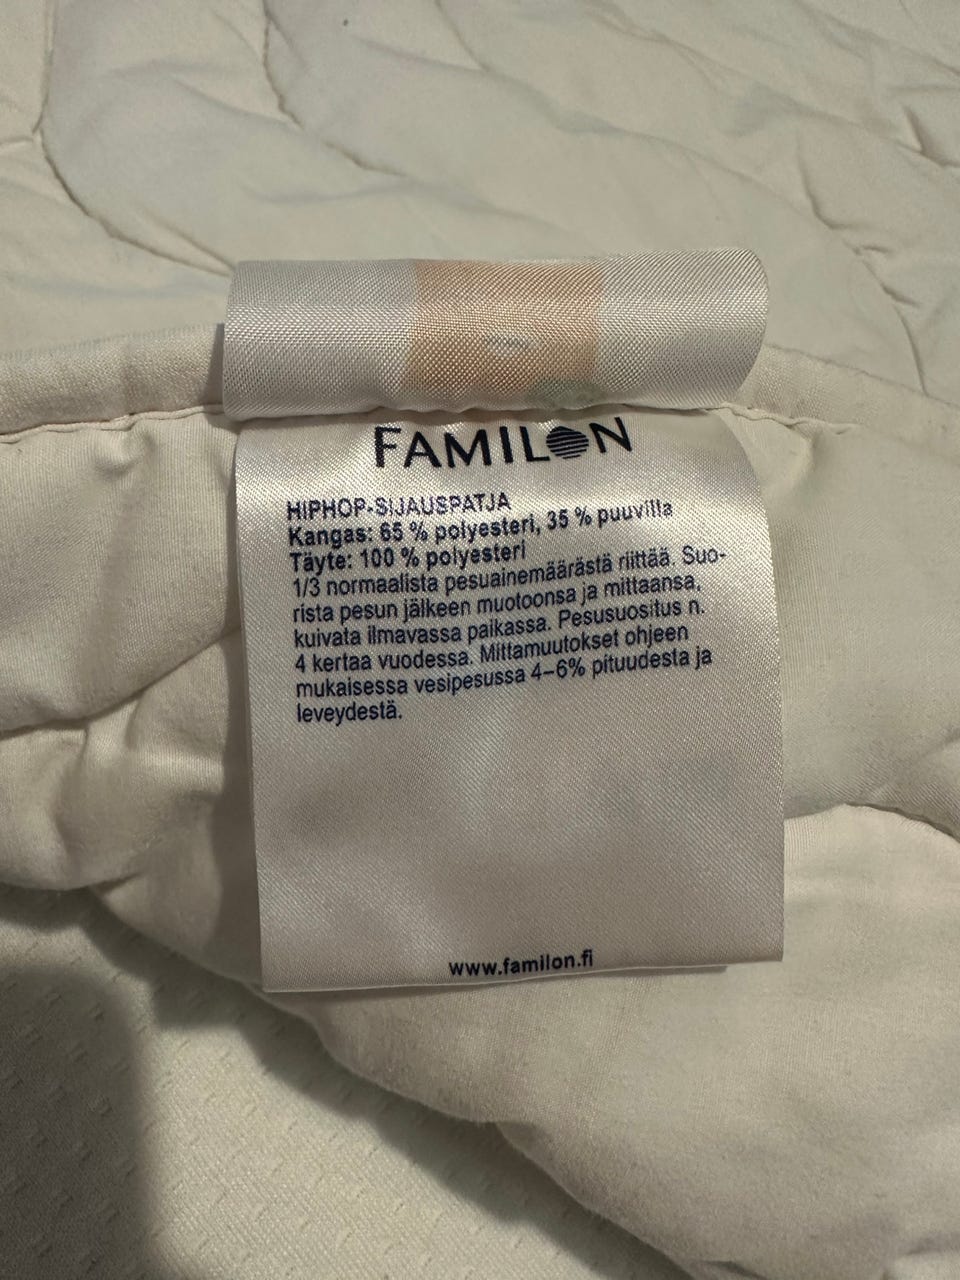 FAMILON
HIPHOP-SIJAUSPATJA
Kangas: 65 % polyesteri, 35 % puuvilla
Täyte: 100 % polyesteri
1/3 normaalista pesuainemäärästä riittää. Suo-
rista pesun jälkeen muotoonsa ja mittaansa,
kuivata ilmavassa paikassa. Pesusuositus n.
4 kertaa vuodessa. Mittamuutokset ohjeen
mukaisessa vesipesussa 4–6% pituudesta ja
leveydestä.
www.familon.fi